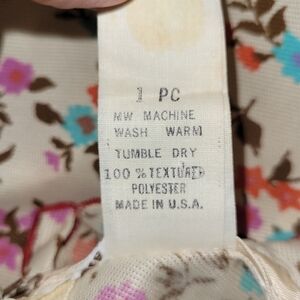 1 PC
MW MACHINE
WASH WARM
TUMBLE DRY
100 % TEXTURED
POLYESTER
MADE IN U.S.A.